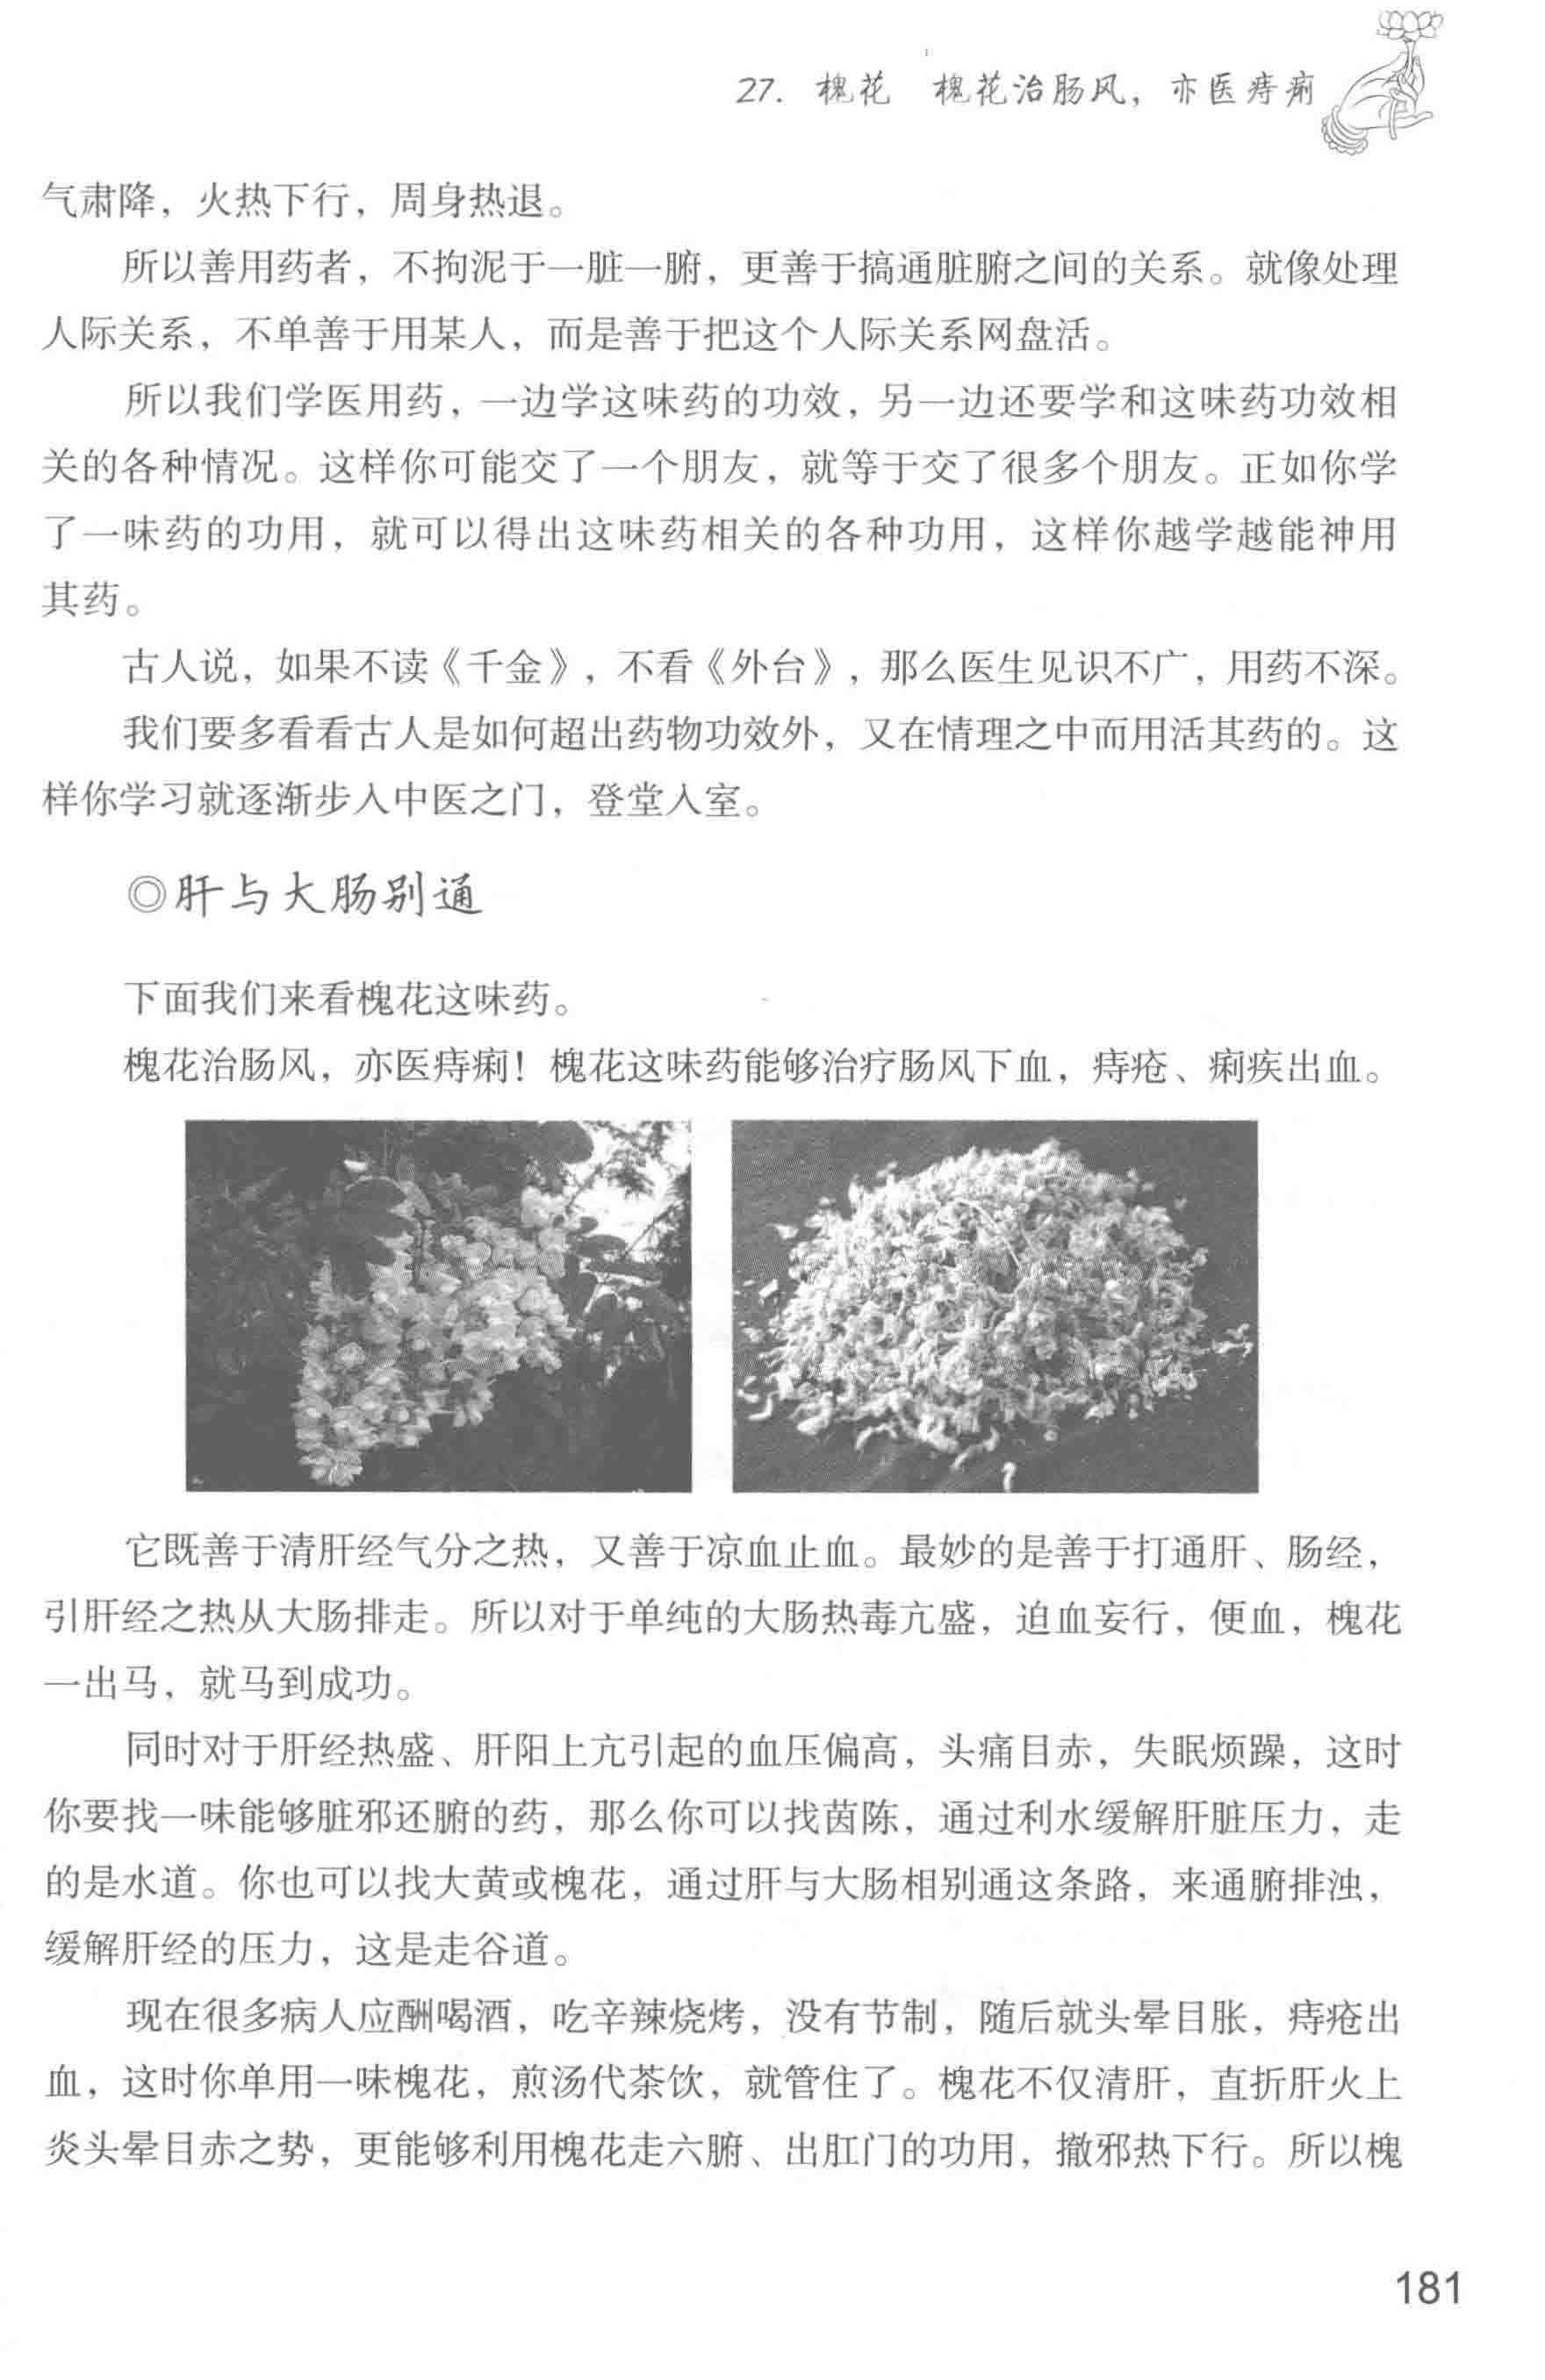 27. 槐花 槐花治肠风，亦医痔痢
气肃降，火热下行，周身热退。
所以善用药者，不拘泥于一脏一腑，更善于搞通脏腑之间的关系。就像处理
人际关系，不单善于用某人，而是善于把这个人际关系网盘活。
所以我们学医用药，一边学这味药的功效，另一边还要学和这味药功效相
关的各种情况。这样你可能交了一个朋友，就等于交了很多个朋友。正如你学
了一味药的功用，就可以得出这味药相关的各种功用，这样你越学越能神用
其药。
古人说，如果不读《千金》，不看《外台》，那么医生见识不广，用药不深。
我们要多看看古人是如何超出药物功效外，又在情理之中而用活其药的。这
样你学习就逐渐步入中医之门，登堂入室。
◎肝与大肠别通
下面我们来看槐花这味药。
槐花治肠风，亦医痔痢！槐花这味药能够治疗肠风下血，痔疮、痢疾出血。
它既善于清肝经气分之热，又善于凉血止血。最妙的是善于打通肝、肠经，
引肝经之热从大肠排走。所以对于单纯的大肠热毒亢盛，迫血妄行，便血，槐花
一出马，就马到成功。
同时对于肝经热盛、肝阳上亢引起的血压偏高，头痛目赤，失眠烦躁，这时
你要找一味能够脏邪还腑的药，那么你可以找茵陈，通过利水缓解肝脏压力，走
的是水道。你也可以找大黄或槐花，通过肝与大肠相别通这条路，来通腑排浊，
缓解肝经的压力，这是走谷道。
现在很多病人应酬喝酒，吃辛辣烧烤，没有节制，随后就头晕目胀，痔疮出
血，这时你单用一味槐花，煎汤代茶饮，就管住了。槐花不仅清肝，直折肝火上
炎头晕目赤之势，更能够利用槐花走六腑、出肛门的功用，撤邪热下行。所以槐
181